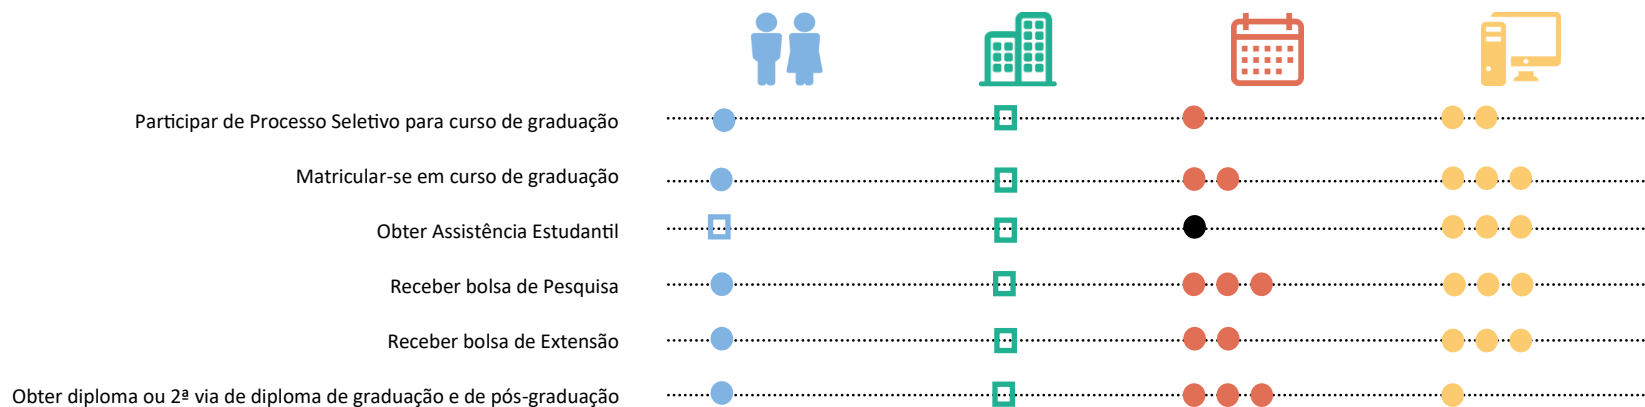 Participar de Processo Seletivo para curso de graduação
Matricular-se em curso de graduação
Obter Assistência Estudantil
Receber bolsa de Pesquisa
Receber bolsa de Extensão
Obter diploma ou 2ª via de diploma de graduação e de pós-graduação